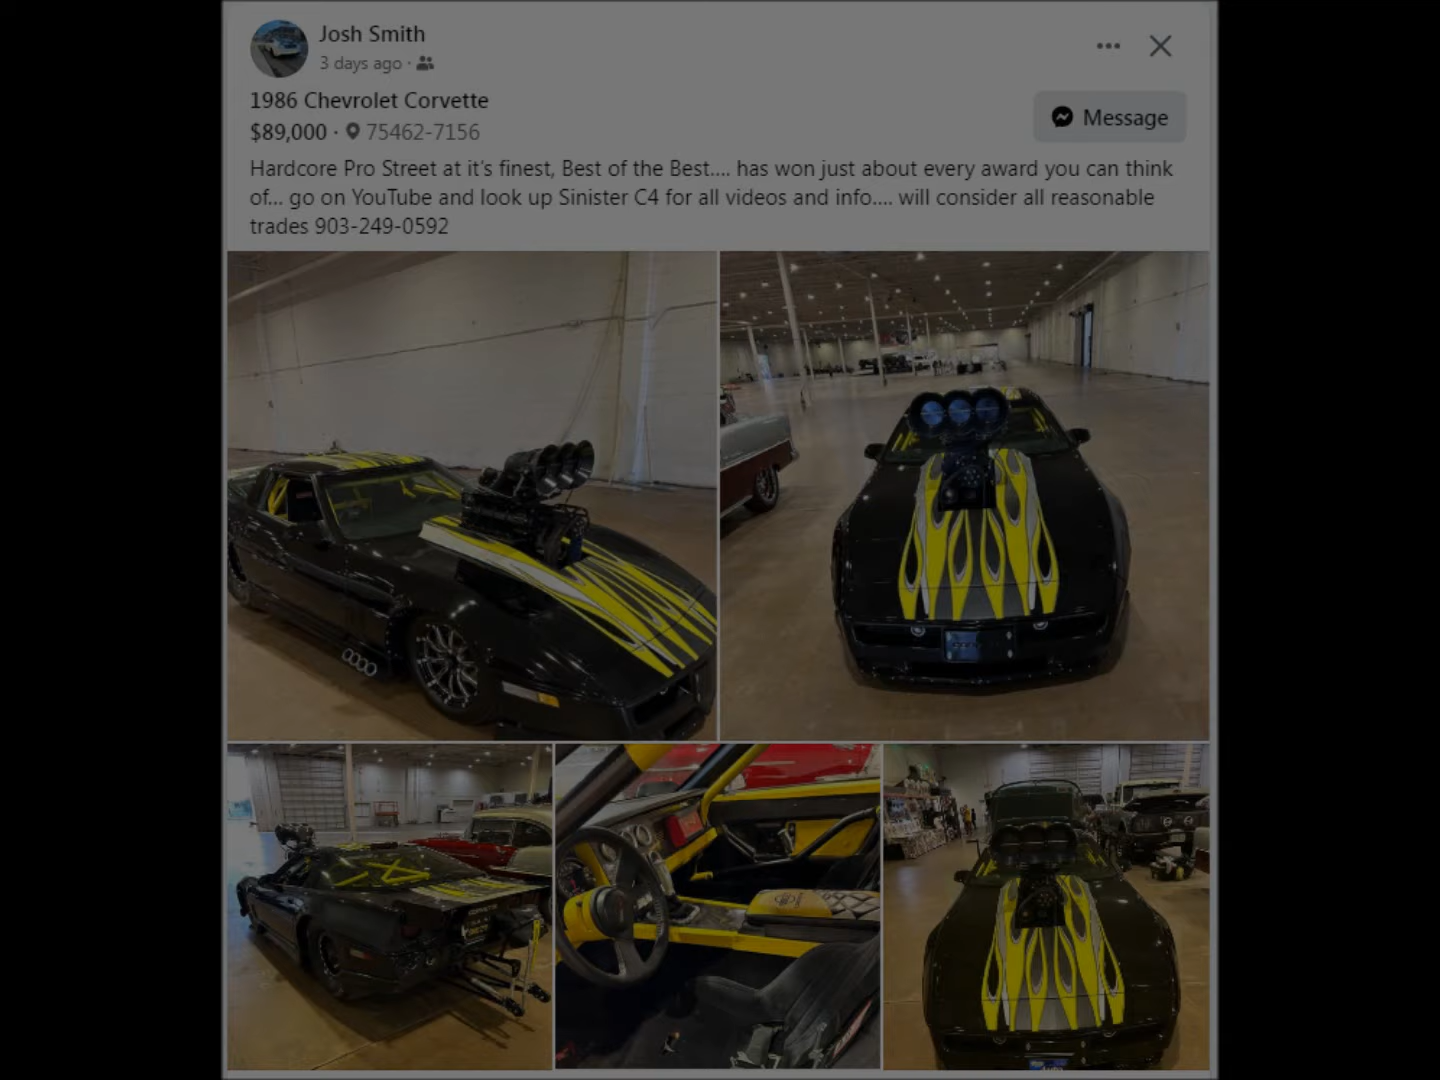 Josh Smith
3 days ago ·
1986 Chevrolet Corvette
$89,000 · 75462-7156
Message
Hardcore Pro Street at it's finest, Best of the Best.... has won just about every award you can think
of... go on YouTube and look up Sinister C4 for all videos and info.... will consider all reasonable
trades 903-249-0592